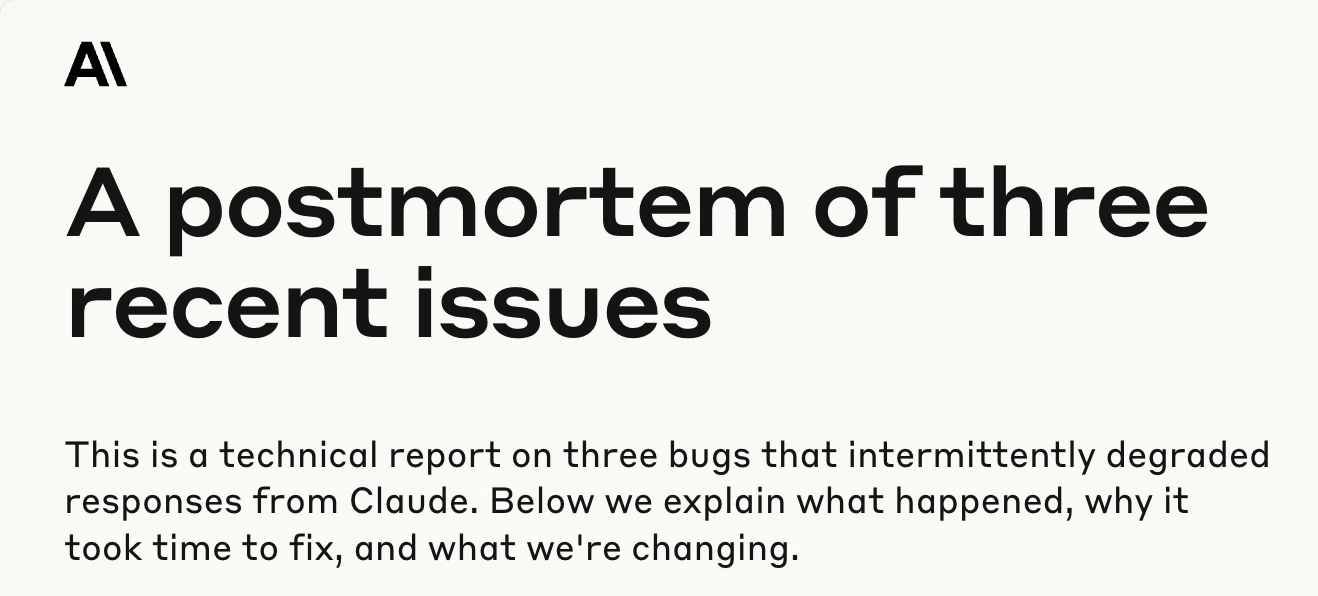 A\
A postmortem of three
recent issues
This is a technical report on three bugs that intermittently degraded
responses from Claude. Below we explain what happened, why it
took time to fix, and what we're changing.